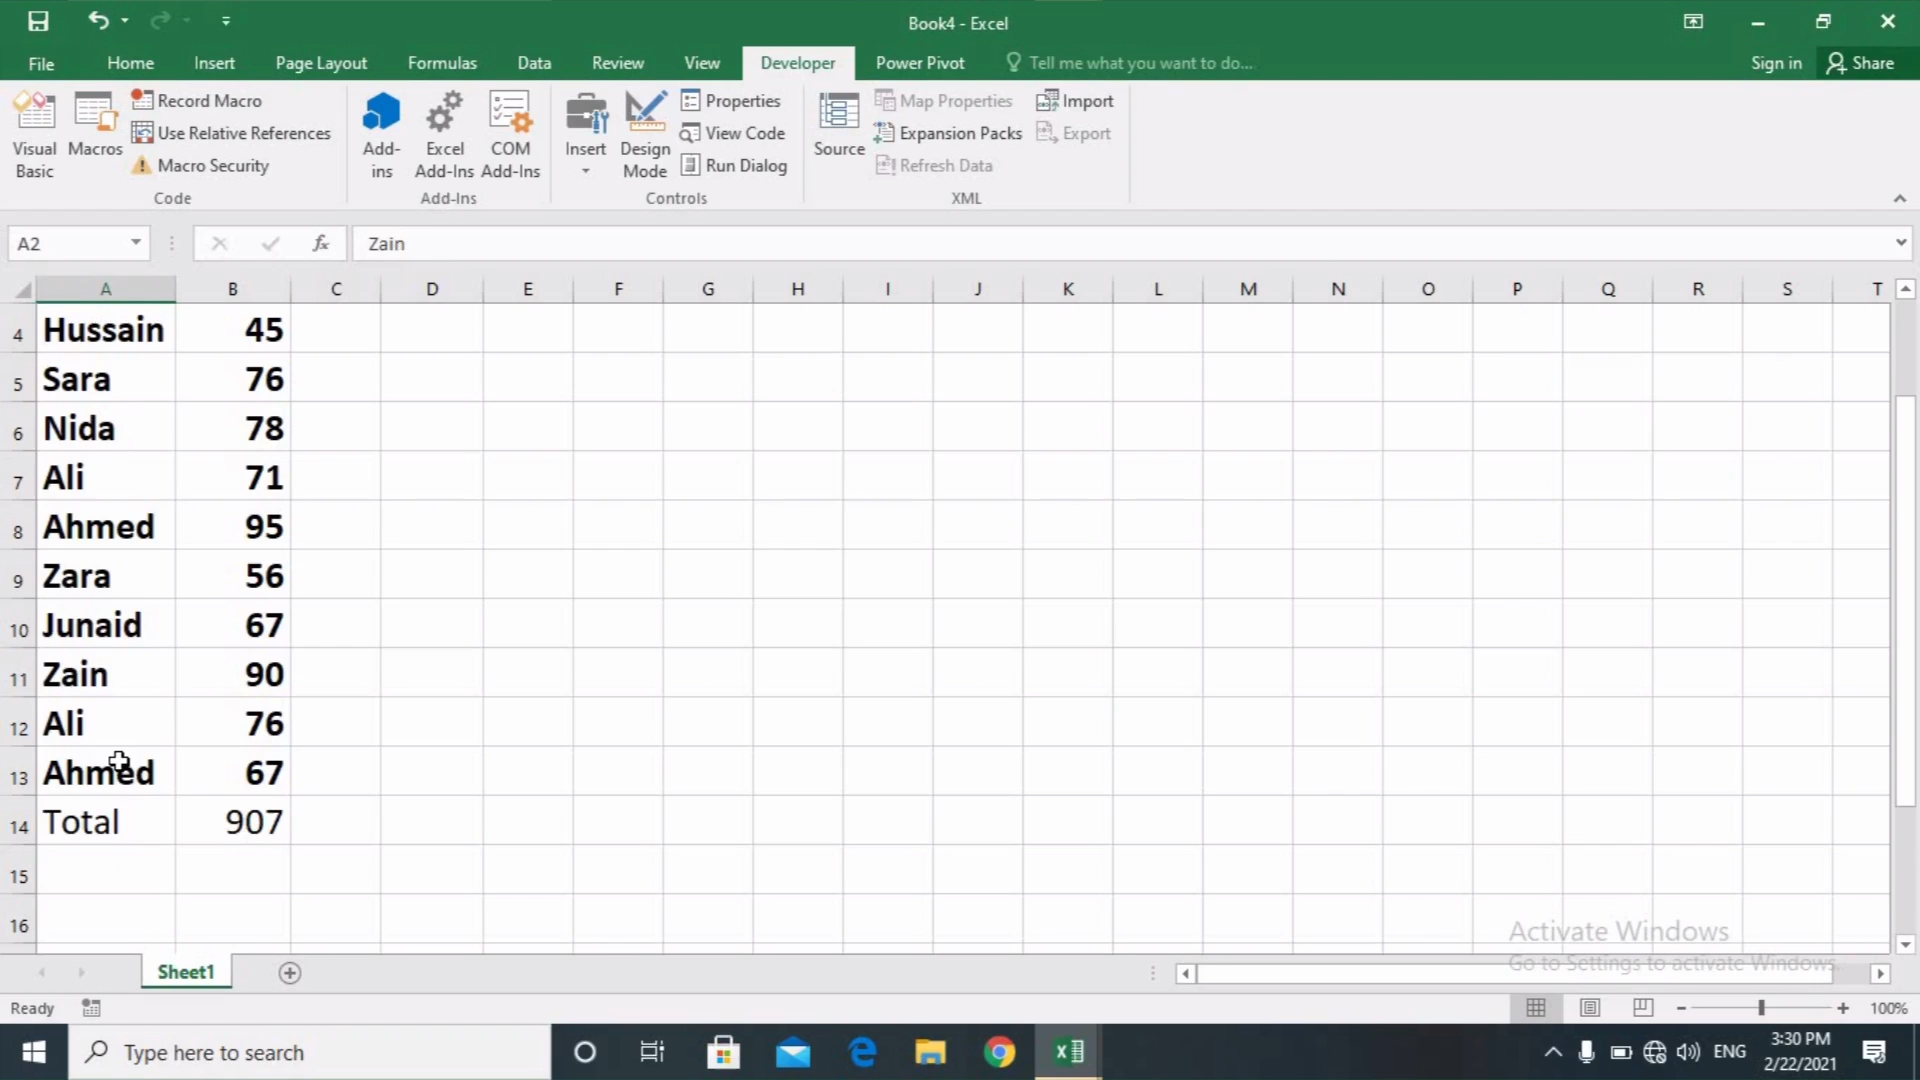 Book4 - Excel
File Home Insert Page Layout Formulas Data Review View Developer Power Pivot Tell me what you want to do... Sign in Share
Visual Basic
Macros
Record Macro
Use Relative References
Macro Security
Code
Add-ins
Excel Add-Ins
COM Add-Ins
Add-Ins
Insert
Design Mode
Properties
View Code
Run Dialog
Controls
Source
Map Properties
Expansion Packs
Refresh Data
Import
Export
XML
A2 fx Zain
A B C D E F G H I J K L M N O P Q R S T
4 Hussain 45
5 Sara 76
6 Nida 78
7 Ali 71
8 Ahmed 95
9 Zara 56
10 Junaid 67
11 Zain 90
12 Ali 76
13 Ahmed 67
14 Total 907
15
16
Activate Windows
Go to Settings to activate Windows.
Sheet1
Ready 100%
Type here to search ENG 3:30 PM
2/22/2021